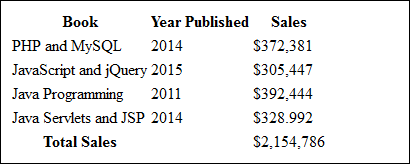 Book Year Published Sales
PHP and MySQL 2014 $372,381
JavaScript and jQuery 2015 $305,447
Java Programming 2011 $392,444
Java Servlets and JSP 2014 $328.992
Total Sales $2,154,786